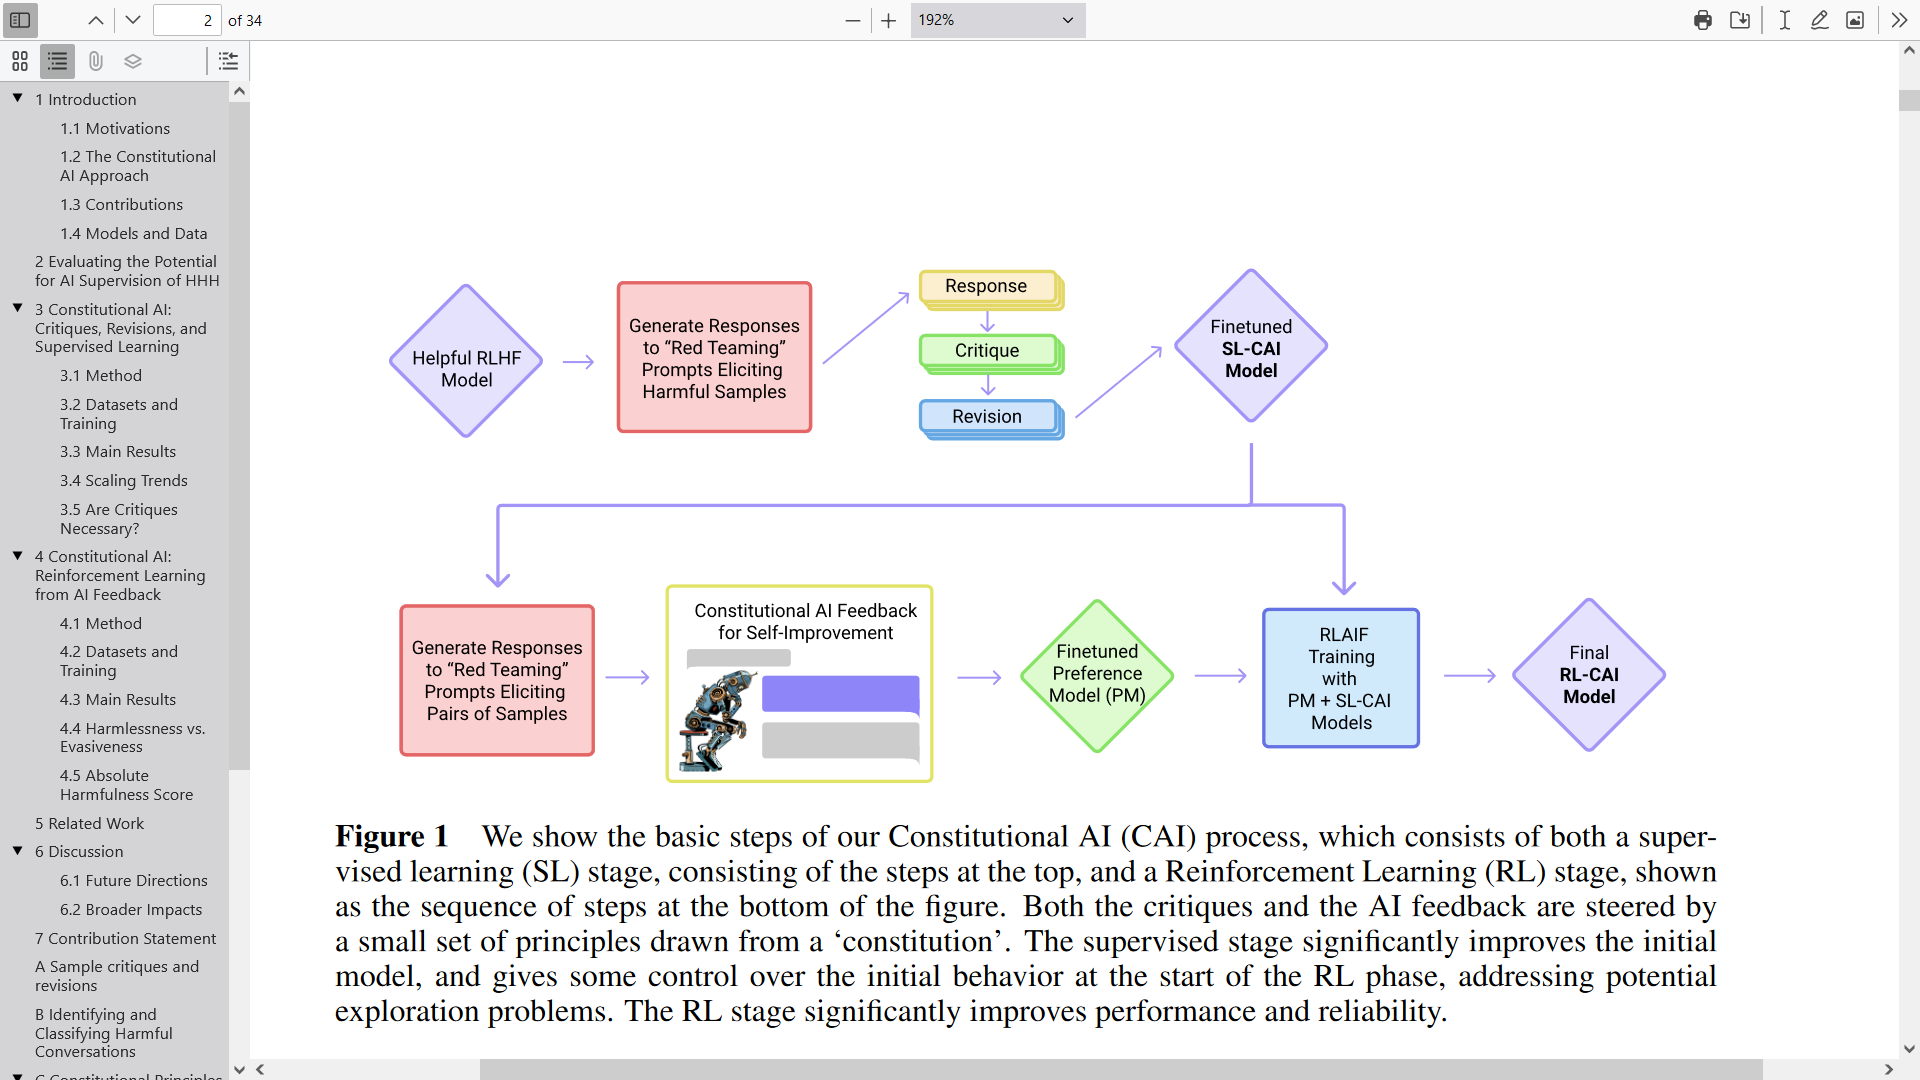 2 of 34
192%
1 Introduction
1.1 Motivations
1.2 The Constitutional
AI Approach
1.3 Contributions
1.4 Models and Data
2 Evaluating the Potential
for AI Supervision of HHH
3 Constitutional AI:
Critiques, Revisions, and
Supervised Learning
3.1 Method
3.2 Datasets and
Training
3.3 Main Results
3.4 Scaling Trends
3.5 Are Critiques
Necessary?
4 Constitutional AI:
Reinforcement Learning
from AI Feedback
4.1 Method
4.2 Datasets and
Training
4.3 Main Results
4.4 Harmlessness vs.
Evasiveness
4.5 Absolute
Harmfulness Score
5 Related Work
6 Discussion
6.1 Future Directions
6.2 Broader Impacts
7 Contribution Statement
A Sample critiques and
revisions
B Identifying and
Classifying Harmful
Conversations
C Constitutional Principles
Helpful RLHF
Model
Generate Responses
to “Red Teaming”
Prompts Eliciting
Harmful Samples
Response
Critique
Revision
Finetuned
SL-CAI
Model
Generate Responses
to “Red Teaming”
Prompts Eliciting
Pairs of Samples
Constitutional AI Feedback
for Self-Improvement
Finetuned
Preference
Model (PM)
RLAIF
Training
with
PM + SL-CAI
Models
Final
RL-CAI
Model
Figure 1 We show the basic steps of our Constitutional AI (CAI) process, which consists of both a super-
vised learning (SL) stage, consisting of the steps at the top, and a Reinforcement Learning (RL) stage, shown
as the sequence of steps at the bottom of the figure. Both the critiques and the AI feedback are steered by
a small set of principles drawn from a ‘constitution’. The supervised stage significantly improves the initial
model, and gives some control over the initial behavior at the start of the RL phase, addressing potential
exploration problems. The RL stage significantly improves performance and reliability.